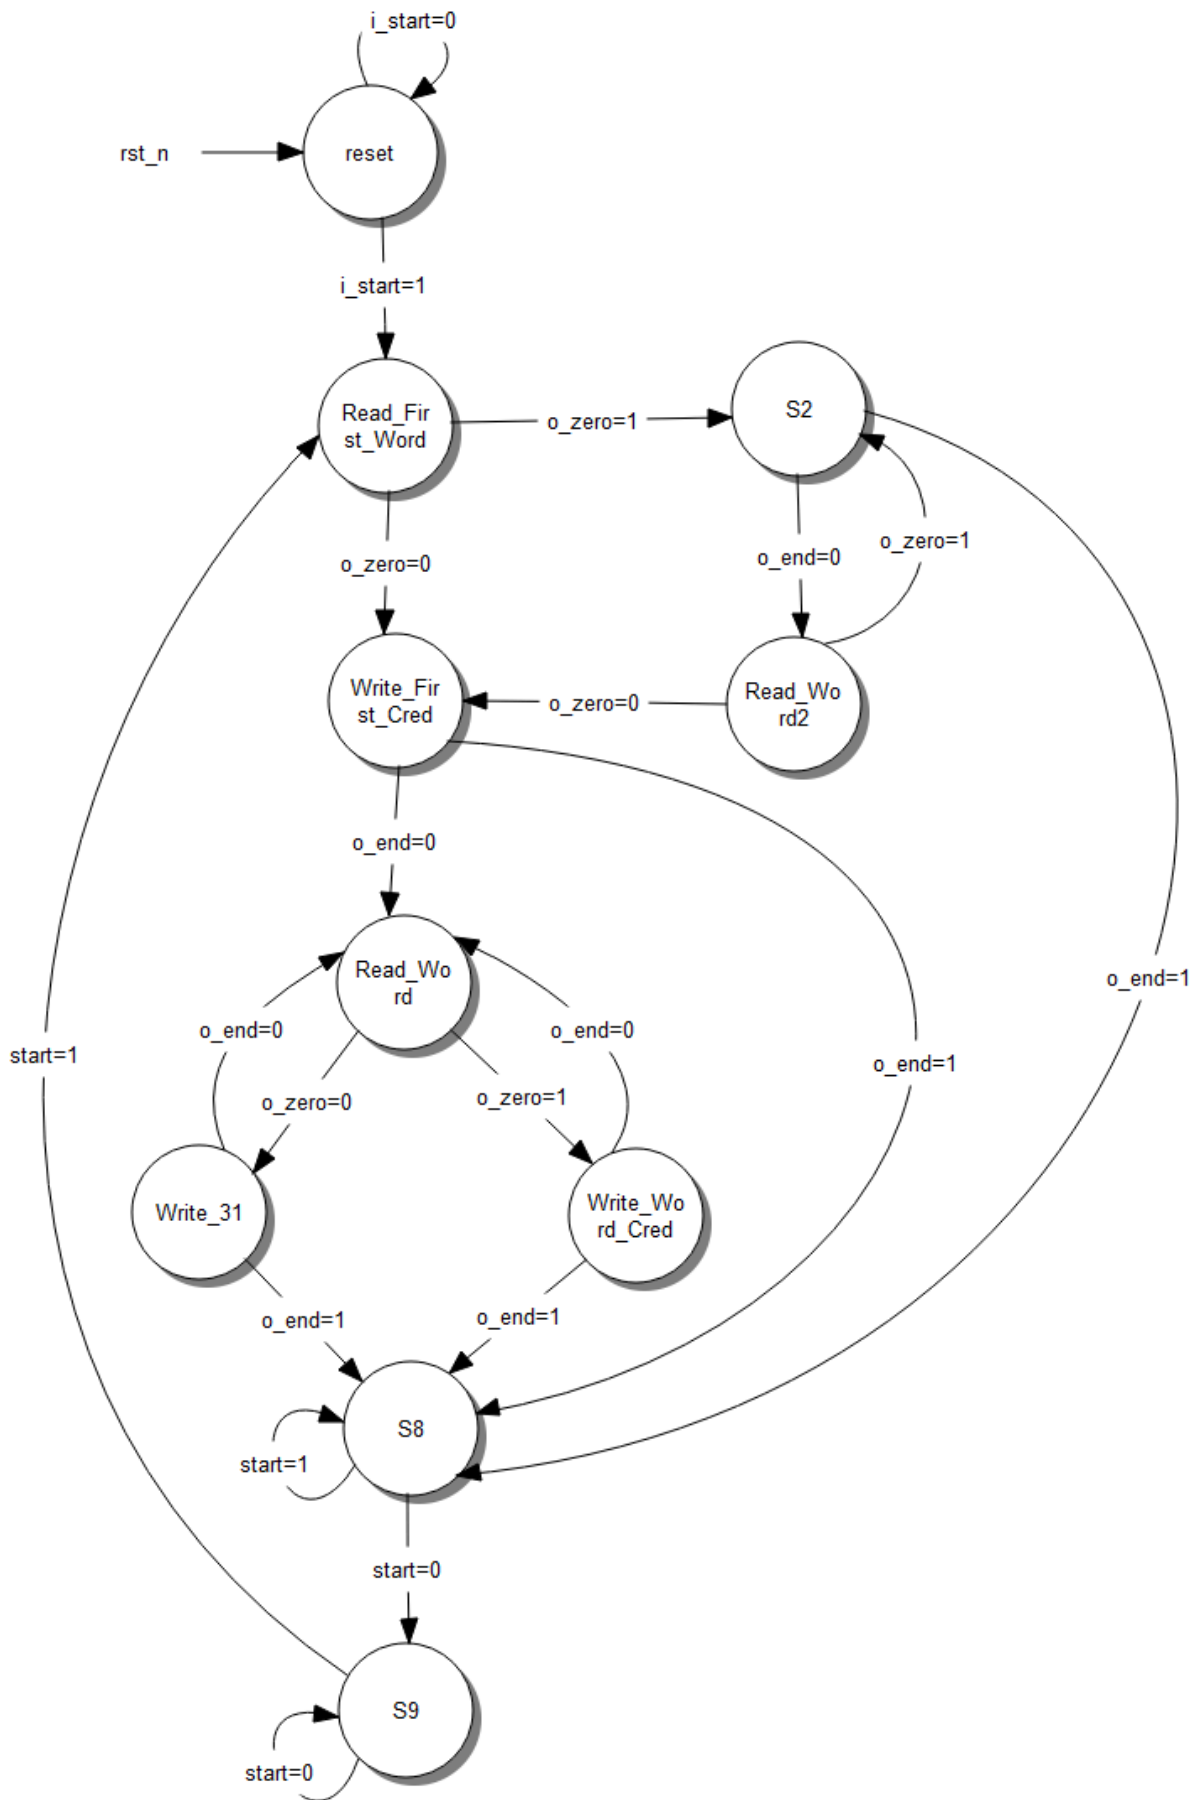 i_start=0
rst_n
reset
i_start=1
Read_Fir
st_Word
o_zero=1
S2
o_zero=0
o_end=0
o_zero=1
Write_Fir
st_Cred
o_zero=0
Read_Wo
rd2
o_end=0
Read_Wo
rd
o_end=1
o_end=0
o_end=0
start=1
o_end=1
o_zero=0
o_zero=1
Write_31
Write_Wo
rd_Cred
o_end=1
o_end=1
S8
start=1
start=0
S9
start=0